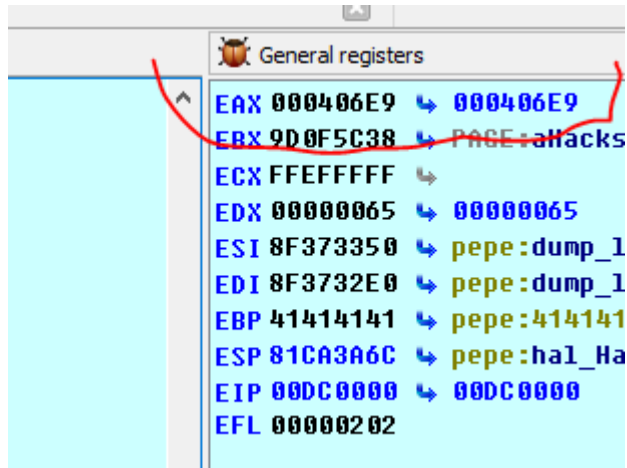 General registers
EAX 000406E9 000406E9
EBX 9D0F5C38 PAGE:aHacks
ECX FFEFFFFF
EDX 00000065 00000065
ESI 8F373350 pepe:dump_l
EDI 8F3732E0 pepe:dump_l
EBP 41414141 pepe:414141
ESP 81CA3A6C pepe:hal_Ha
EIP 00DC0000 00DC0000
EFL 00000202